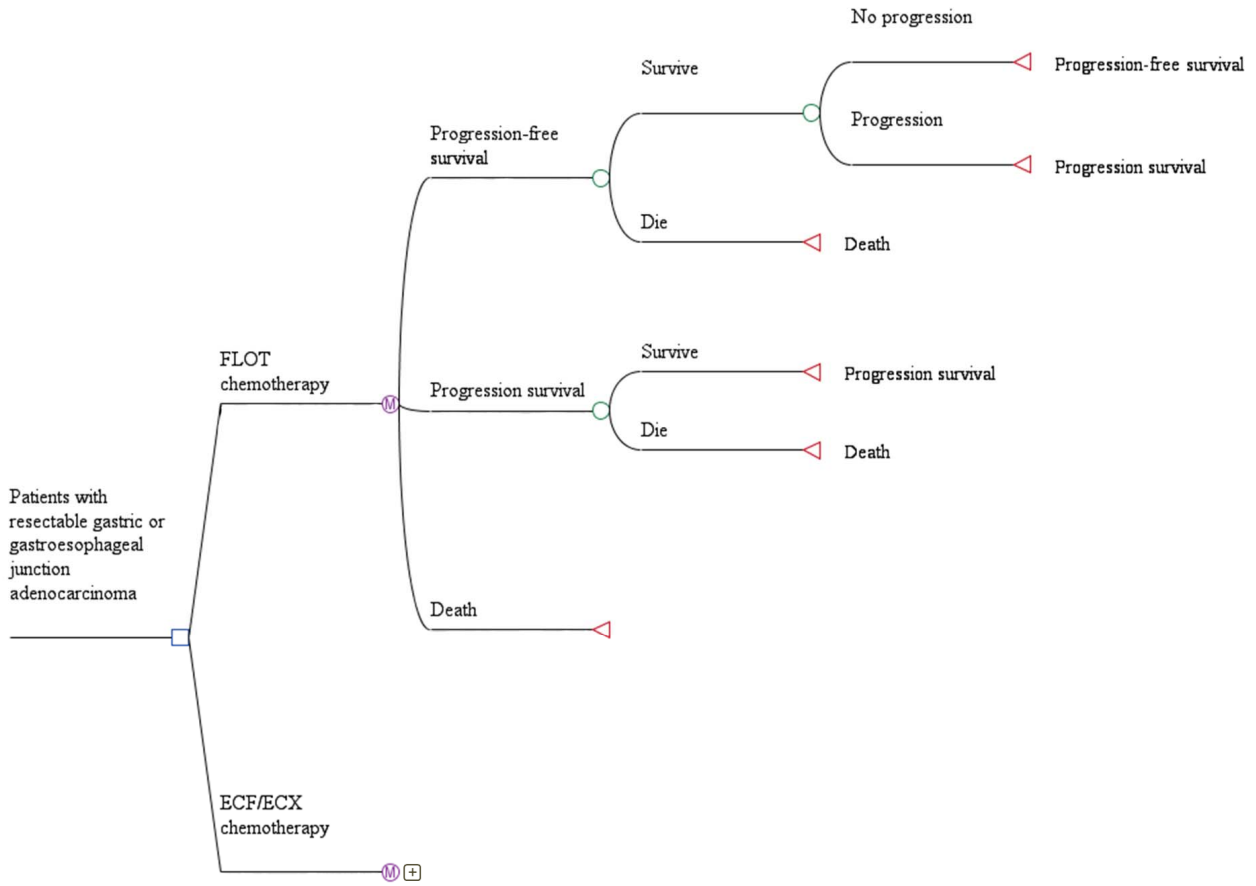 No progression
Survive
Progression-free survival
Progression
Progression-free
survival
Progression survival
Die
Death
FLOT
chemotherapy
Survive
Progression survival
Progression survival
Die
Death
Patients with
resectable gastric or
gastroesophageal
junction
adenocarcinoma
Death
ECF/ECX
chemotherapy
M
M +